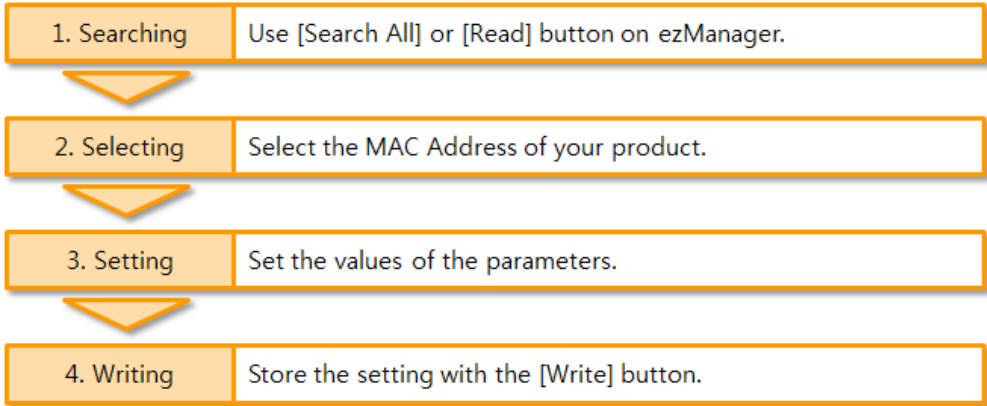 1. Searching Use [Search All] or [Read] button on ezManager.
2. Selecting Select the MAC Address of your product.
3. Setting Set the values of the parameters.
4. Writing Store the setting with the [Write] button.